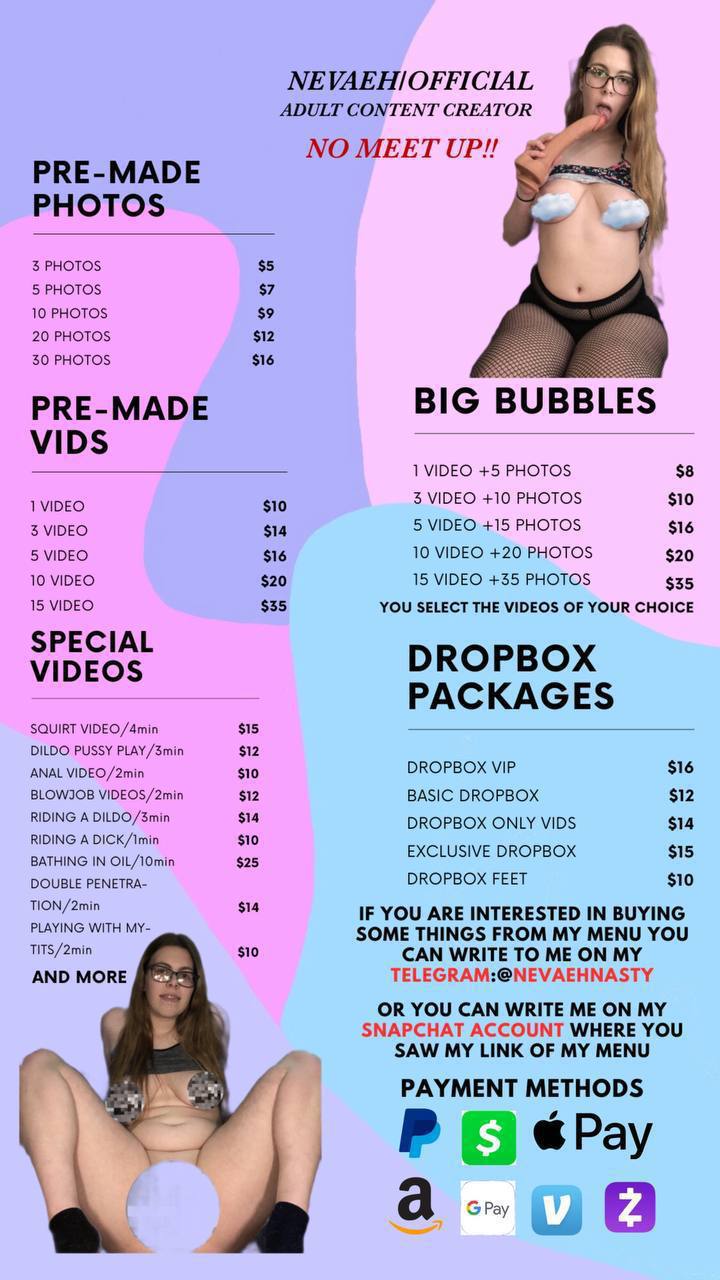 NEVAEH|OFFICIAL
ADULT CONTENT CREATOR
NO MEET UP!!
PRE-MADE
PHOTOS
3 PHOTOS $5
5 PHOTOS $7
10 PHOTOS $9
20 PHOTOS $12
30 PHOTOS $16
PRE-MADE
VIDS
1 VIDEO $10
3 VIDEO $14
5 VIDEO $16
10 VIDEO $20
15 VIDEO $35
SPECIAL
VIDEOS
SQUIRT VIDEO/4min $15
DILDO PUSSY PLAY/3min $12
ANAL VIDEO/2min $10
BLOWJOB VIDEOS/2min $12
RIDING A DILDO/3min $14
RIDING A DICK/1min $10
BATHING IN OIL/10min $25
DOUBLE PENETRA-
TION/2min $14
PLAYING WITH MY-
TITS/2min $10
AND MORE
BIG BUBBLES
1 VIDEO +5 PHOTOS $8
3 VIDEO +10 PHOTOS $10
5 VIDEO +15 PHOTOS $16
10 VIDEO +20 PHOTOS $20
15 VIDEO +35 PHOTOS $35
YOU SELECT THE VIDEOS OF YOUR CHOICE
DROPBOX
PACKAGES
DROPBOX VIP $16
BASIC DROPBOX $12
DROPBOX ONLY VIDS $14
EXCLUSIVE DROPBOX $15
DROPBOX FEET $10
IF YOU ARE INTERESTED IN BUYING
SOME THINGS FROM MY MENU YOU
CAN WRITE TO ME ON MY
TELEGRAM:@NEVAEHNASTY
OR YOU CAN WRITE ME ON MY
SNAPCHAT ACCOUNT WHERE YOU
SAW MY LINK OF MY MENU
PAYMENT METHODS
P $ Pay
a G Pay V Z